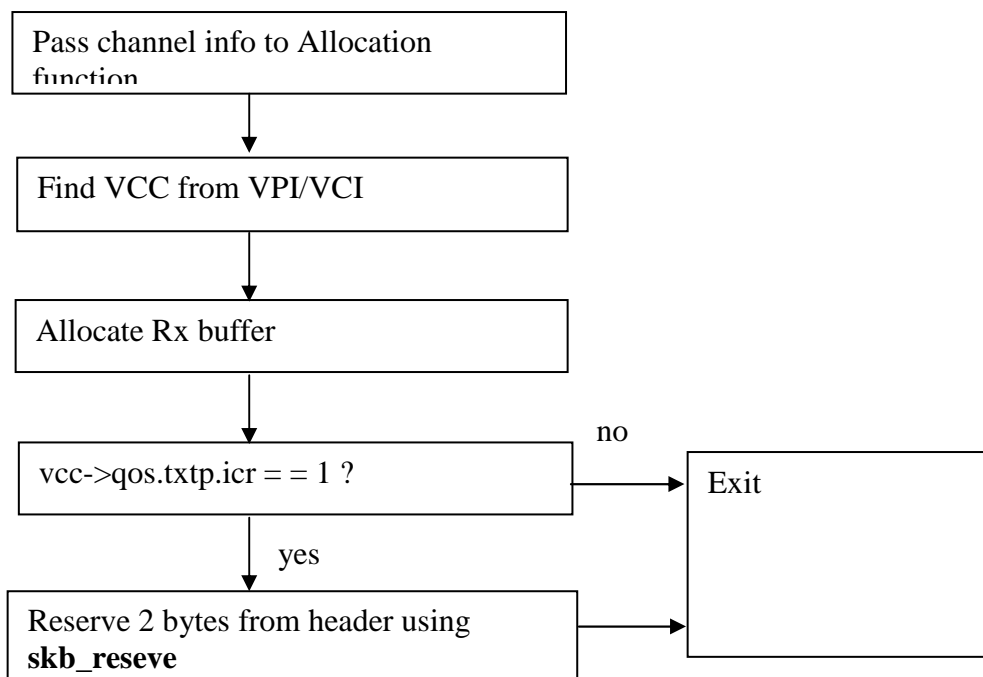 Pass channel info to Allocation
function
Find VCC from VPI/VCI
Allocate Rx buffer
no
vcc->qos.txtp.icr = = 1 ?
Exit
yes
Reserve 2 bytes from header using
skb_reseve